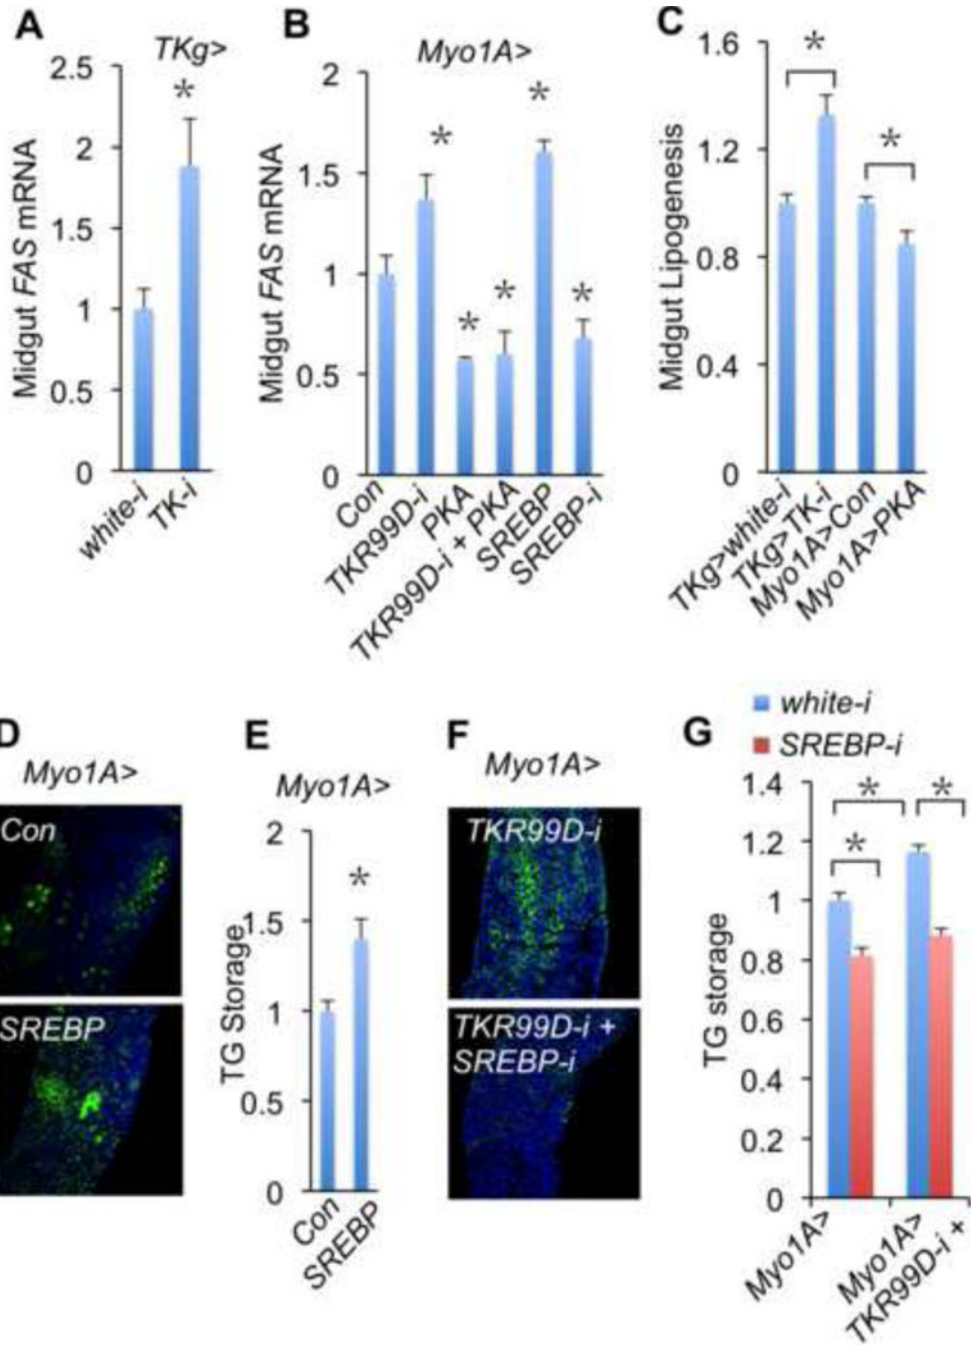 A
TKg>
Midgut FAS mRNA
2.5
2
1.5
1
0.5
0
*
white-i
TK-i
B
Myo1A>
Midgut FAS mRNA
2
1.5
1
0.5
0
*
*
*
*
*
Con
TKR99D-i
PKA
TKR99D-i + PKA
SREBP
SREBP-i
C
Midgut Lipogenesis
1.6
1.2
0.8
0.4
0
*
*
TKg>white-i
TKg>TK-i
Myo1A>Con
Myo1A>PKA
D
Myo1A>
Con
SREBP
E
Myo1A>
TG Storage
2
1.5
1
0.5
0
*
Con
SREBP
F
Myo1A>
TKR99D-i
TKR99D-i +
SREBP-i
G
white-i
SREBP-i
TG storage
1.4
1.2
1
0.8
0.6
0.4
0.2
0
*
*
*
Myo1A>
Myo1A>
TKR99D-i +